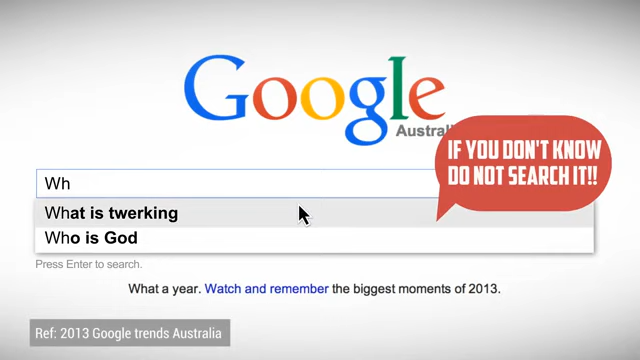 Google
Australi
IF YOU DON'T KNOW
DO NOT SEARCH IT!!
Wh
What is twerking
Who is God
Press Enter to search.
What a year. Watch and remember the biggest moments of 2013.
Ref: 2013 Google trends Australia